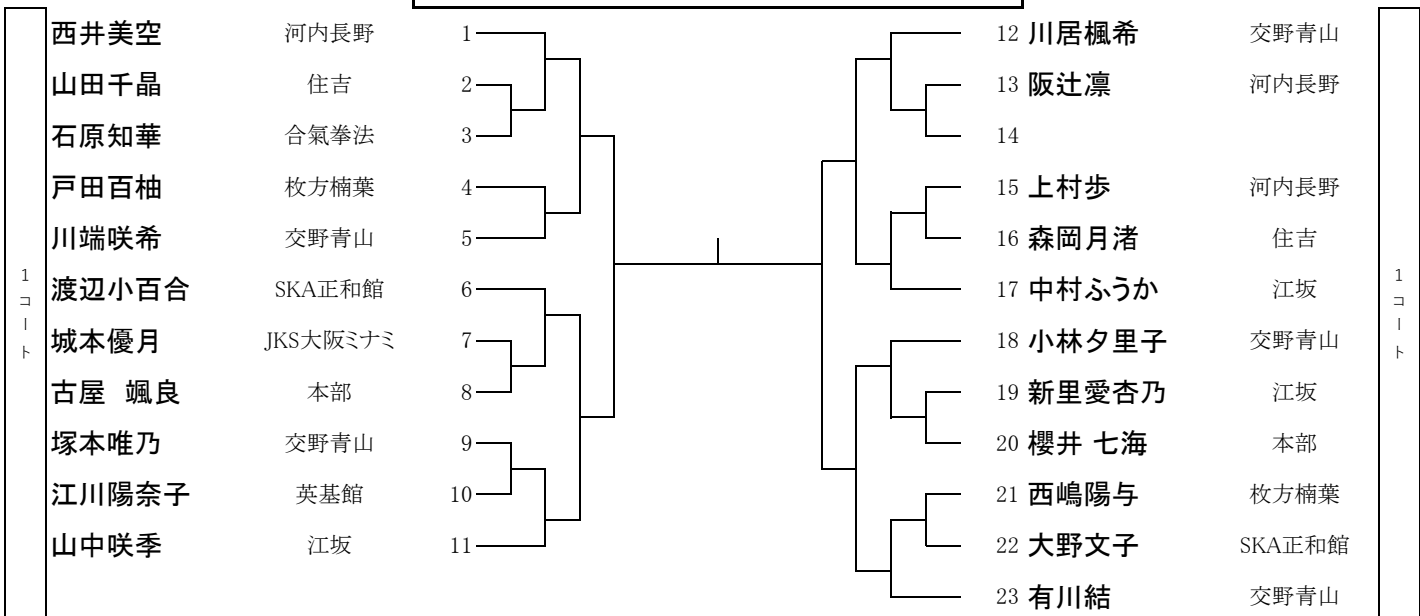 1コート
西井美空 河内長野 1
山田千晶 住吉 2
石原知華 合氣拳法 3
戸田百柚 枚方楠葉 4
川端咲希 交野青山 5
渡辺小百合 SKA正和館 6
城本優月 JKS大阪ミナミ 7
古屋 颯良 本部 8
塚本唯乃 交野青山 9
江川陽奈子 英基館 10
山中咲季 江坂 11
12 川居楓希 交野青山
13 阪辻凛 河内長野
14
15 上村歩 河内長野
16 森岡月渚 住吉
17 中村ふうか 江坂
18 小林夕里子 交野青山
19 新里愛杏乃 江坂
20 櫻井 七海 本部
21 西嶋陽与 枚方楠葉
22 大野文子 SKA正和館
23 有川結 交野青山
1コート